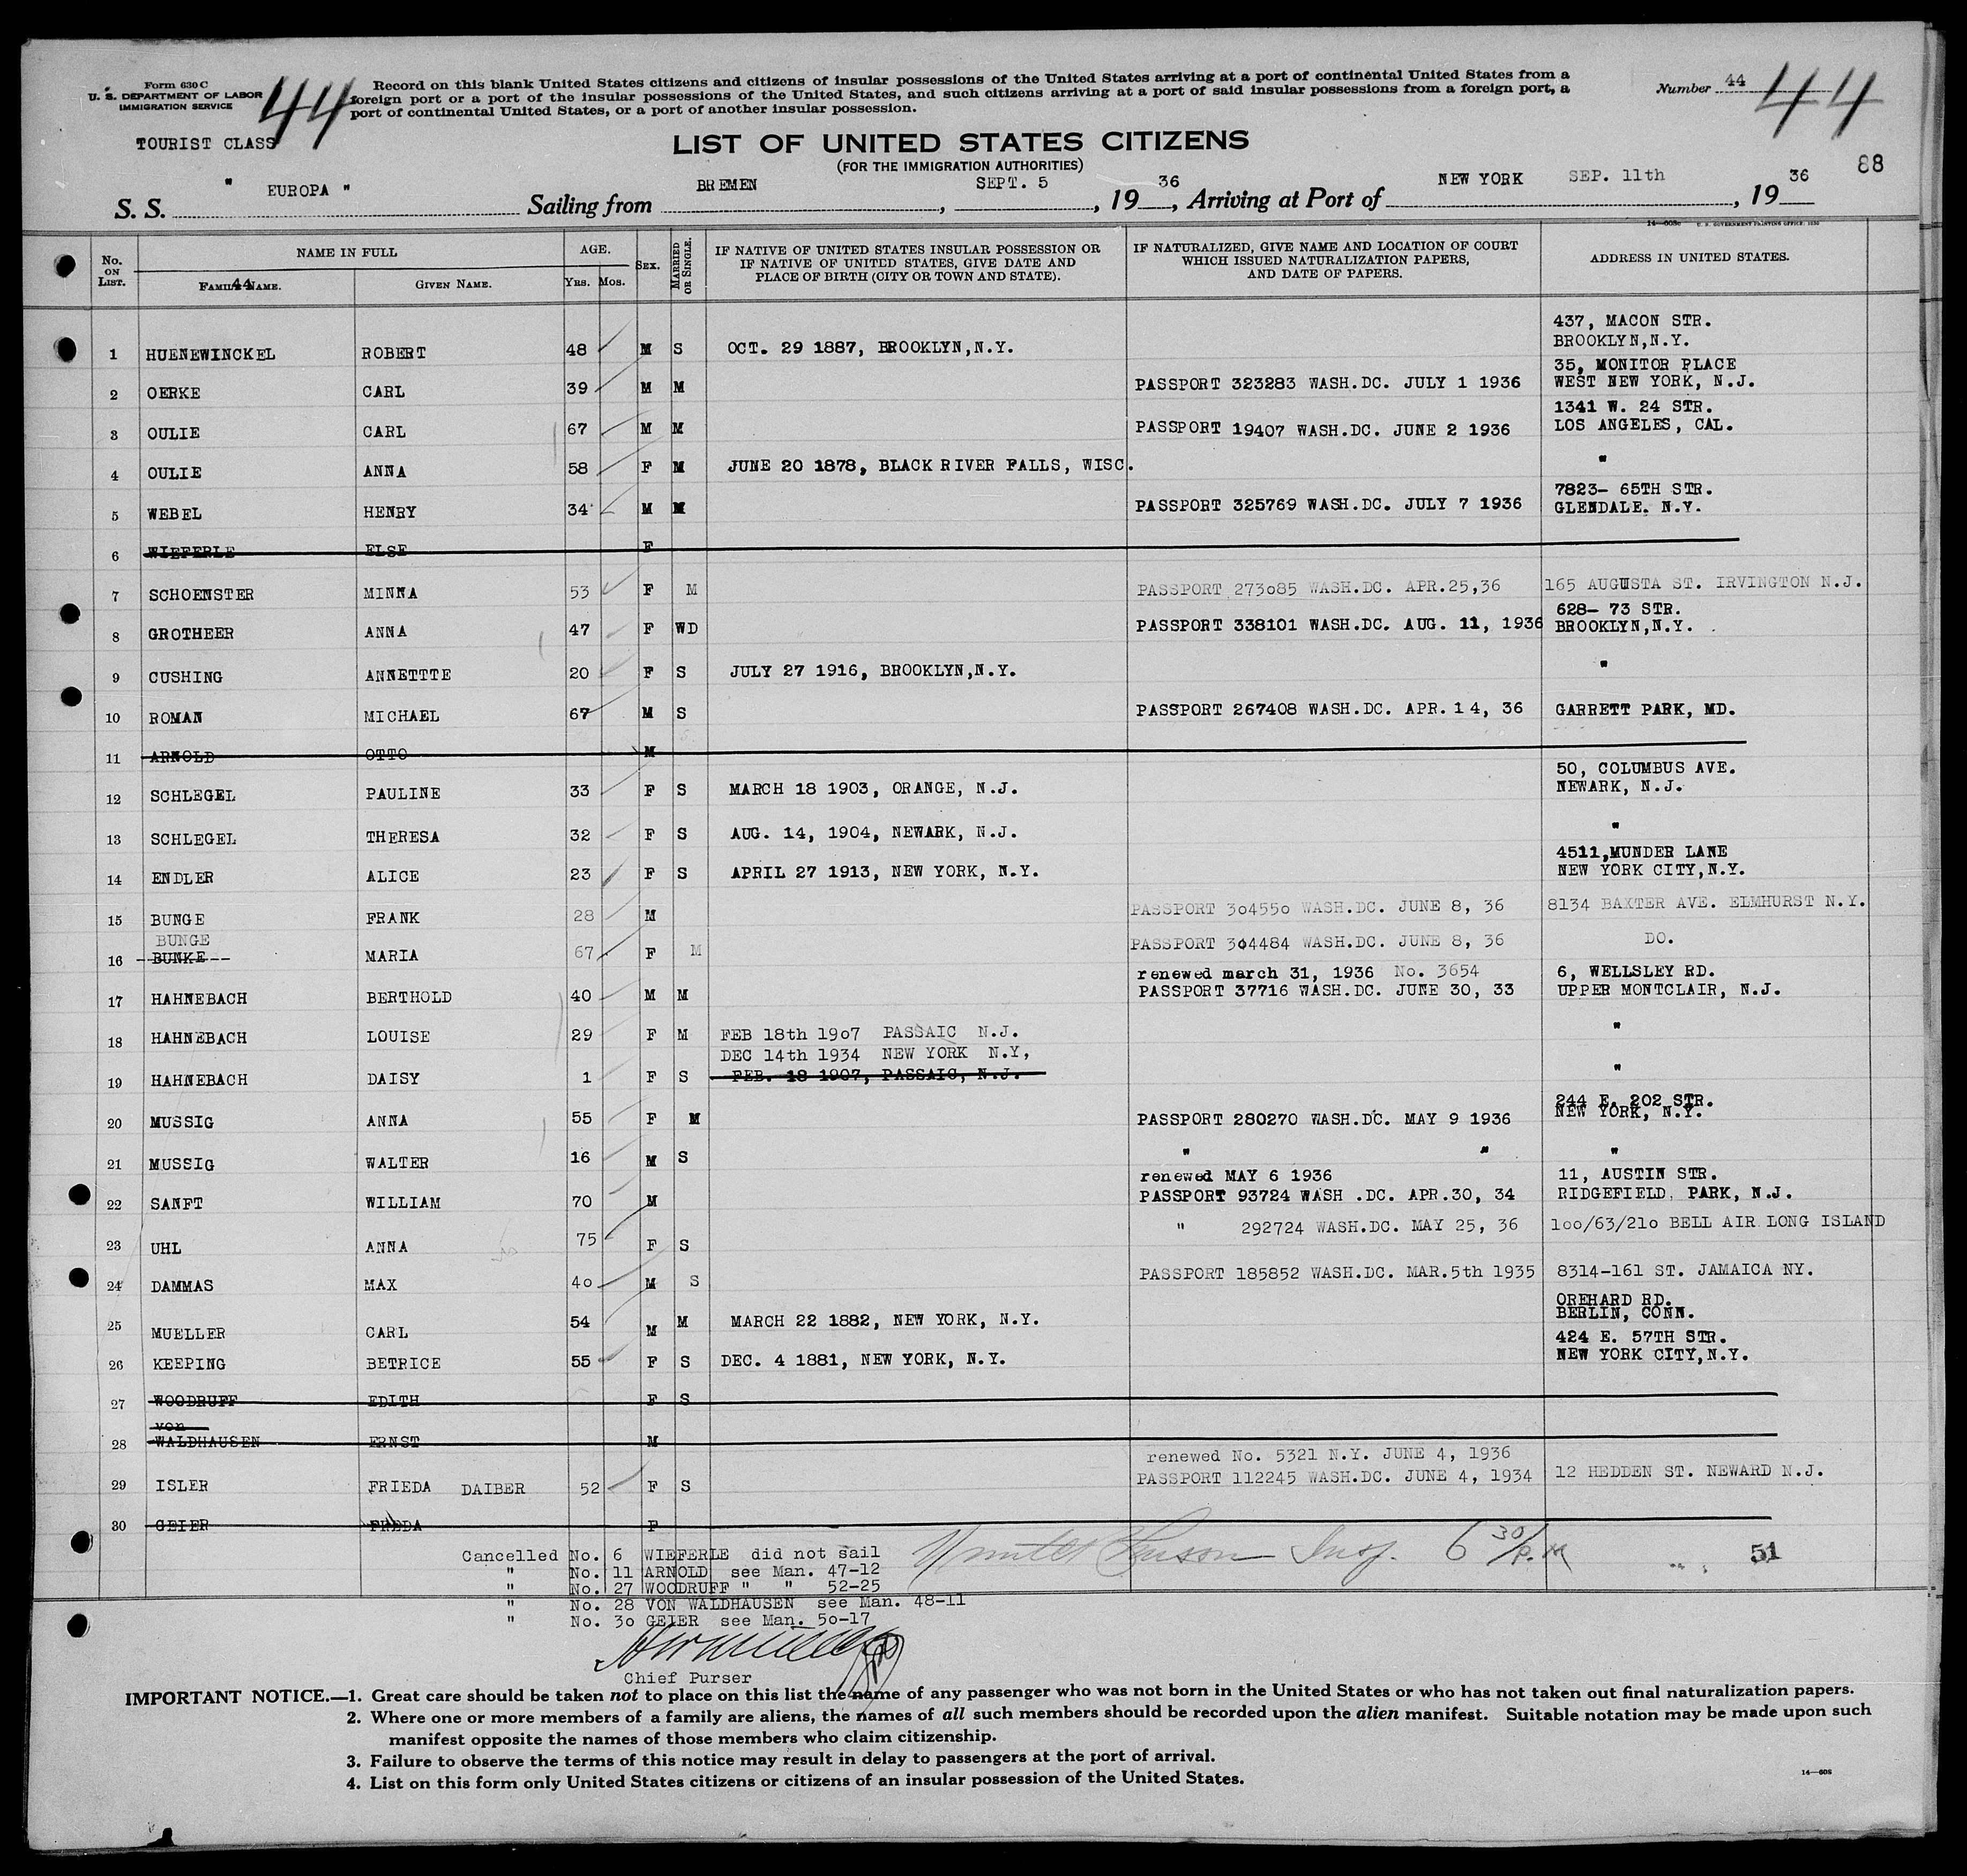 Form 630 C
U. S. DEPARTMENT OF LABOR
IMMIGRATION SERVICE
44
Record on this blank United States citizens and citizens of insular possessions of the United States arriving at a port of continental United States from a
foreign port or a port of the insular possessions of the United States, and such citizens arriving at a port of said insular possessions from a foreign port, a
port of continental United States, or a port of another insular possession.
Number 44
44
TOURIST CLASS
LIST OF UNITED STATES CITIZENS
(FOR THE IMMIGRATION AUTHORITIES)
88
S. S. " EUROPA " Sailing from BREMEN, SEPT. 5, 1936, Arriving at Port of NEW YORK SEP. 11th, 1936
No. ON LIST. NAME IN FULL AGE. SEX. MARRIED OR SINGLE. IF NATIVE OF UNITED STATES INSULAR POSSESSION OR IF NATIVE OF UNITED STATES, GIVE DATE AND PLACE OF BIRTH (CITY OR TOWN AND STATE). IF NATURALIZED, GIVE NAME AND LOCATION OF COURT WHICH ISSUED NATURALIZATION PAPERS, AND DATE OF PAPERS. ADDRESS IN UNITED STATES.
FAMILY NAME. 44 GIVEN NAME. YRS. MOS.
1 HUENEWINCKEL ROBERT 48 M S OCT. 29 1887, BROOKLYN,N.Y. 437, MACON STR. BROOKLYN,N.Y.
2 OERKE CARL 39 M M PASSPORT 323283 WASH.DC. JULY 1 1936 35, MONITOR PLACE WEST NEW YORK, N.J.
3 OULIE CARL 67 M M PASSPORT 19407 WASH.DC. JUNE 2 1936 1341 W. 24 STR. LOS ANGELES, CAL.
4 OULIE ANNA 58 F M JUNE 20 1878, BLACK RIVER FALLS, WISC. "
5 WEBEL HENRY 34 M M PASSPORT 325769 WASH.DC. JULY 7 1936 7823- 65TH STR. GLENDALE. N.Y.
6 WIEFERLE ELSE F
7 SCHOENSTER MINNA 53 F M PASSPORT 273085 WASH.DC. APR.25,36 165 AUGUSTA ST. IRVINGTON N.J.
8 GROTHEER ANNA 47 F WD PASSPORT 338101 WASH.DC. AUG. 11, 1936 628- 73 STR. BROOKLYN,N.Y.
9 CUSHING ANNETTTE 20 F S JULY 27 1916, BROOKLYN,N.Y. "
10 ROMAN MICHAEL 67 M S PASSPORT 267408 WASH.DC. APR.14, 36 GARRETT PARK, MD.
11 ARNOLD OTTO M
12 SCHLEGEL PAULINE 33 F S MARCH 18 1903, ORANGE, N.J. 50, COLUMBUS AVE. NEWARK, N.J.
13 SCHLEGEL THERESA 32 F S AUG. 14, 1904, NEWARK, N.J. "
14 ENDLER ALICE 23 F S APRIL 27 1913, NEW YORK, N.Y. 4511,MUNDER LANE NEW YORK CITY,N.Y.
15 BUNGE FRANK 28 M PASSPORT 304550 WASH.DC. JUNE 8, 36 8134 BAXTER AVE. ELMHURST N.Y.
BUNGE
16 BUNKE MARIA 67 F M PASSPORT 304484 WASH.DC. JUNE 8, 36 DO.
renewed march 31, 1936 No. 3654
17 HAHNEBACH BERTHOLD 40 M M PASSPORT 37716 WASH.DC. JUNE 30, 33 6, WELLSLEY RD. UPPER MONTCLAIR, N.J.
18 HAHNEBACH LOUISE 29 F M FEB 18th 1907 PASSAIC N.J. "
DEC 14th 1934 NEW YORK N.Y,
19 HAHNEBACH DAISY 1 F S FEB. 18 1907, PASSAIC, N.J. "
20 MUSSIG ANNA 55 F M PASSPORT 280270 WASH.DC. MAY 9 1936 244 E. 202 STR. NEW YORK, N.Y.
21 MUSSIG WALTER 16 M S " " "
renewed MAY 6 1936
22 SANFT WILLIAM 70 M PASSPORT 93724 WASH .DC. APR.30, 34 11, AUSTIN STR. RIDGEFIELD, PARK, N.J.
23 UHL ANNA 75 F S " 292724 WASH.DC. MAY 25, 36 100/63/210 BELL AIR LONG ISLAND
24 DAMMAS MAX 40 M S PASSPORT 185852 WASH.DC. MAR.5th 1935 8314-161 ST. JAMAICA NY.
25 MUELLER CARL 54 M M MARCH 22 1882, NEW YORK, N.Y. OREHARD RD. BERLIN, CONN.
26 KEEPING BETRICE 55 F S DEC. 4 1881, NEW YORK, N.Y. 424 E. 57TH STR. NEW YORK CITY,N.Y.
27 WOODRUFF EDITH F S
von
28 WALDHAUSEN ERNST M
renewed No. 5321 N.Y. JUNE 4, 1936
29 ISLER FRIEDA DAIBER 52 F S PASSPORT 112245 WASH.DC. JUNE 4, 1934 12 HEDDEN ST. NEWARD N.J.
30 GEIER FREDA F
Cancelled No. 6 WIEFERLE did not sail
" No. 11 ARNOLD see Man. 47-12
" No. 27 WOODRUFF " " 52-25
" No. 28 VON WALDHAUSEN see Man. 48-11
" No. 30 GEIER see Man. 50-17
Insp. 6 30/P.M
51
Chief Purser
IMPORTANT NOTICE.—1. Great care should be taken not to place on this list the name of any passenger who was not born in the United States or who has not taken out final naturalization papers.
2. Where one or more members of a family are aliens, the names of all such members should be recorded upon the alien manifest. Suitable notation may be made upon such
manifest opposite the names of those members who claim citizenship.
3. Failure to observe the terms of this notice may result in delay to passengers at the port of arrival.
4. List on this form only United States citizens or citizens of an insular possession of the United States.
14—608